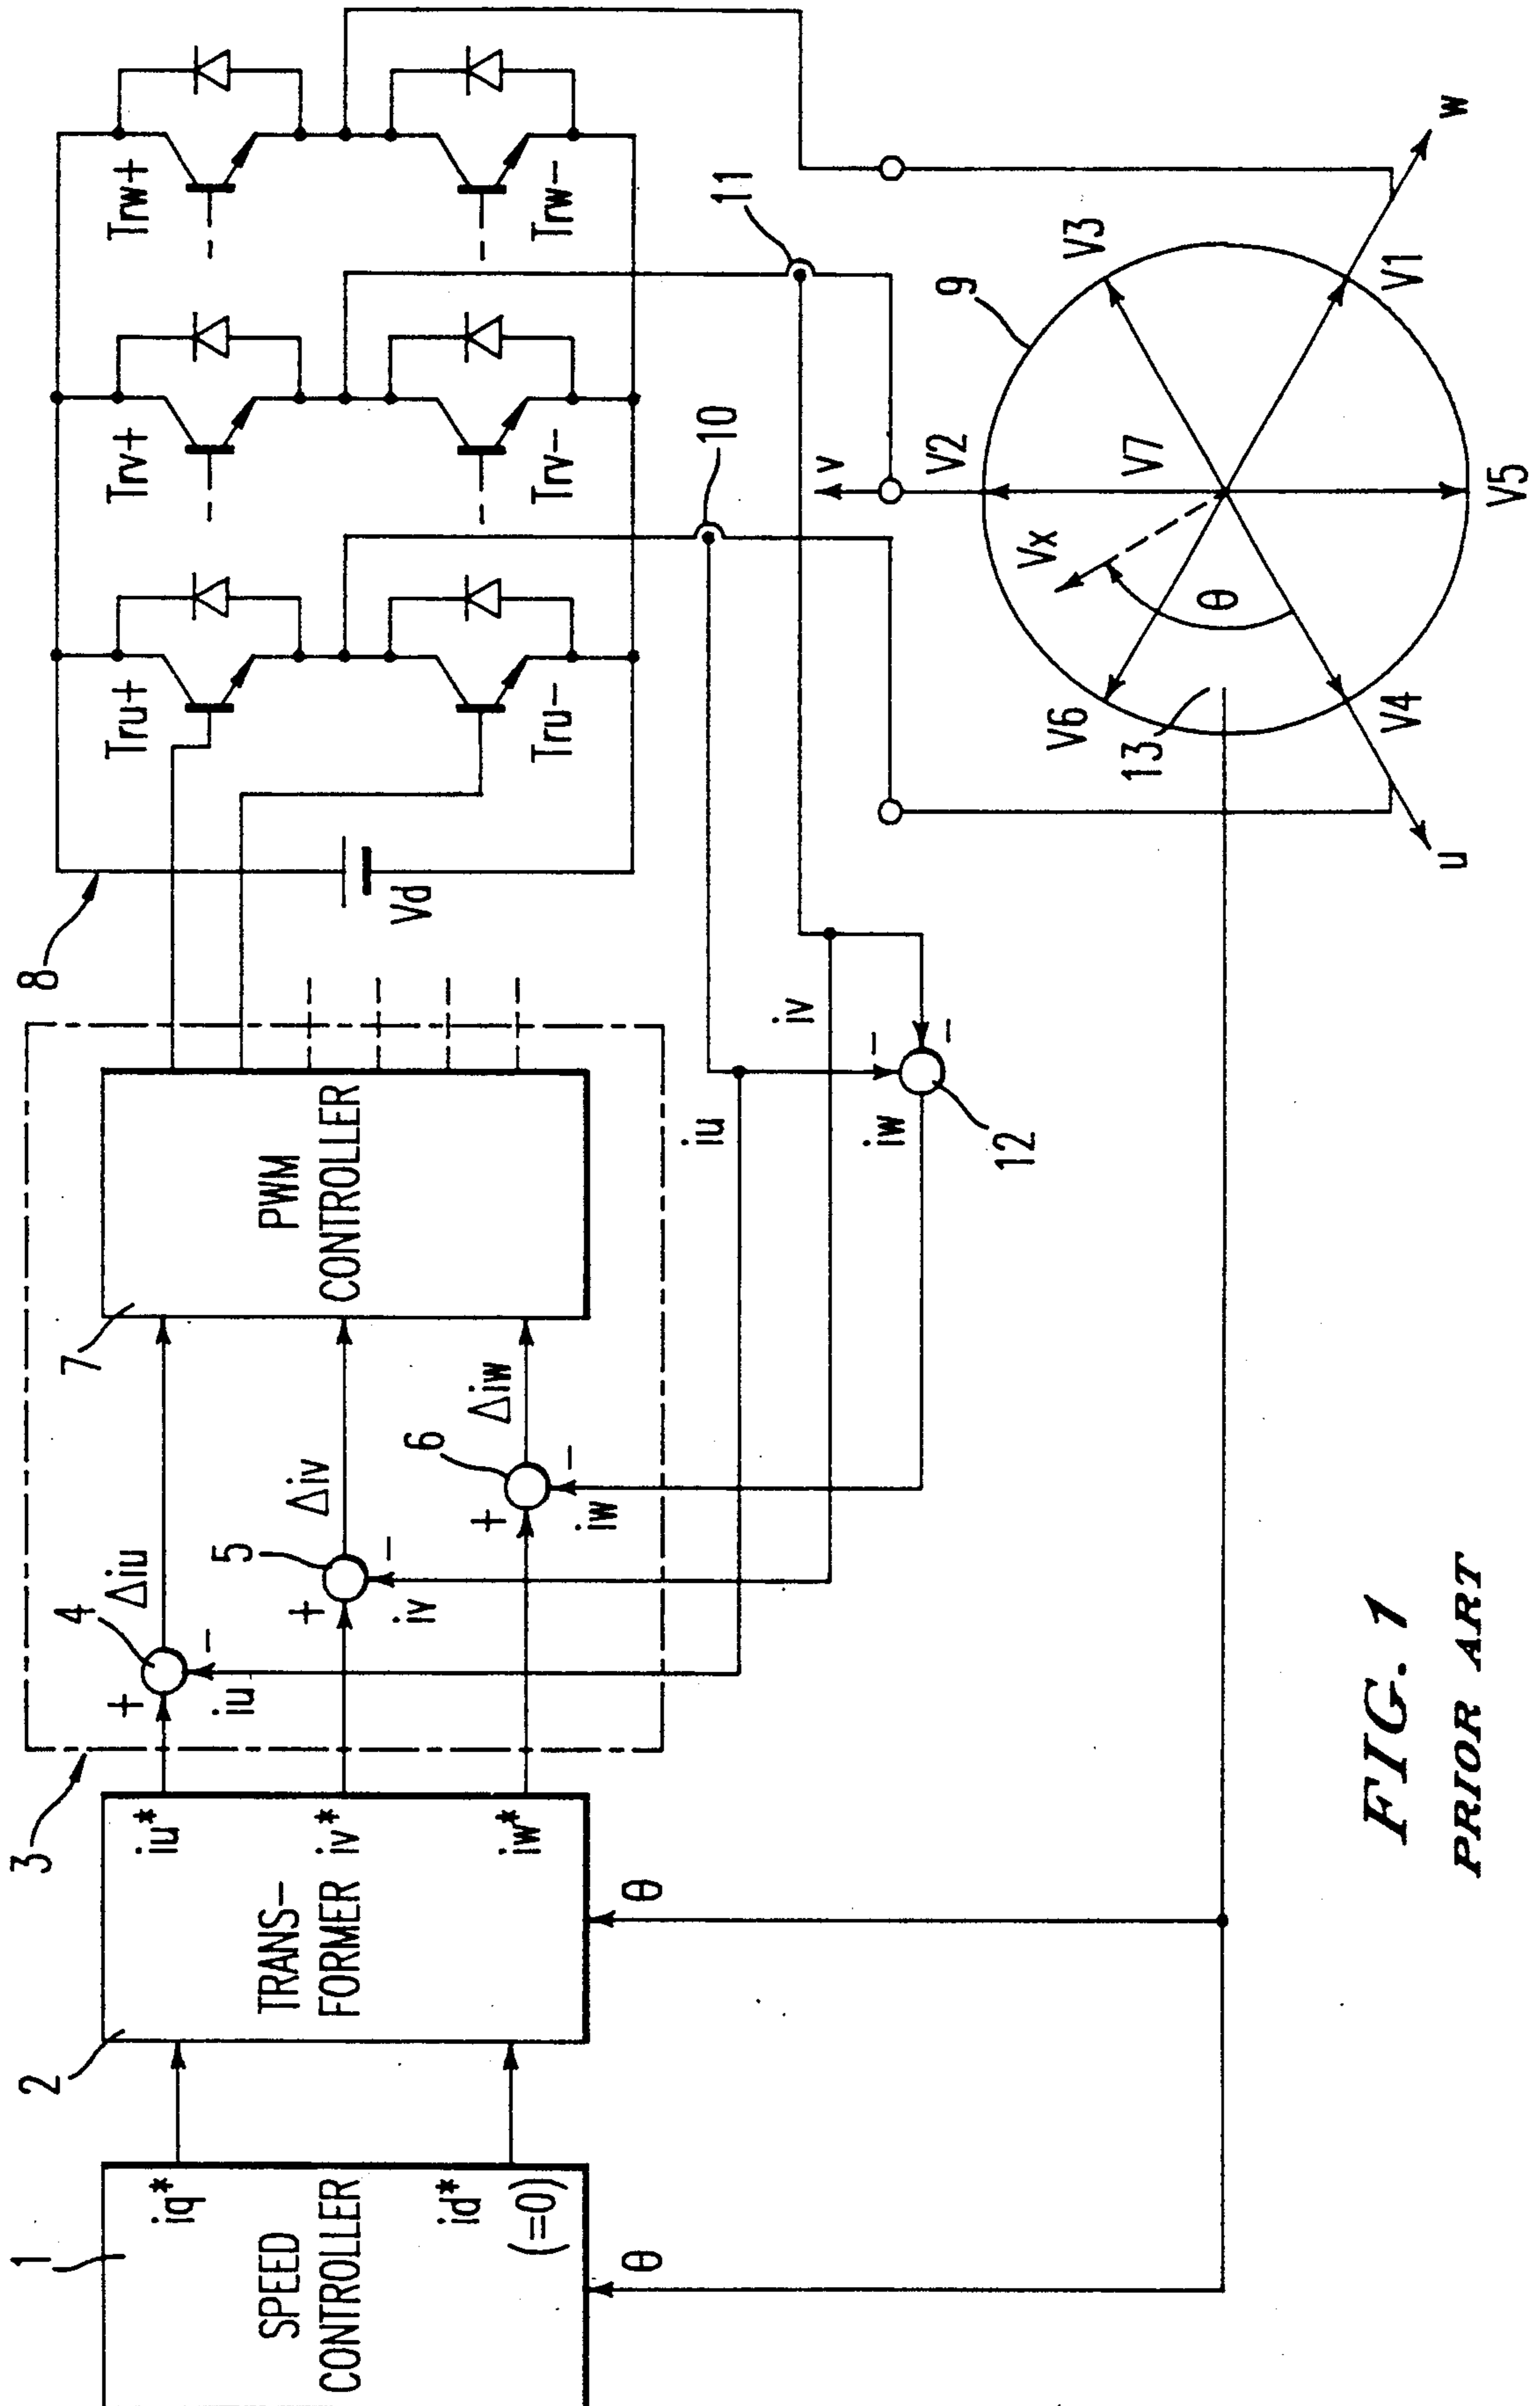 1
SPEED
CONTROLLER
iq*
id*
(=0)
θ
2
TRANS-
FORMER
iu*
iv*
iw*
θ
3
4
+
-
iu
Δiu
5
+
-
iv
Δiv
6
+
-
iw
Δiw
7
PWM
CONTROLLER
8
Vd
Tru+
Tru-
Trv+
Trv-
Trw+
Trw-
10
11
iu
iv
iw
-
-
12
9
13
u
v
w
V1
V2
V3
V4
V5
V6
V7
Vx
θ
FIG. 1
PRIOR ART